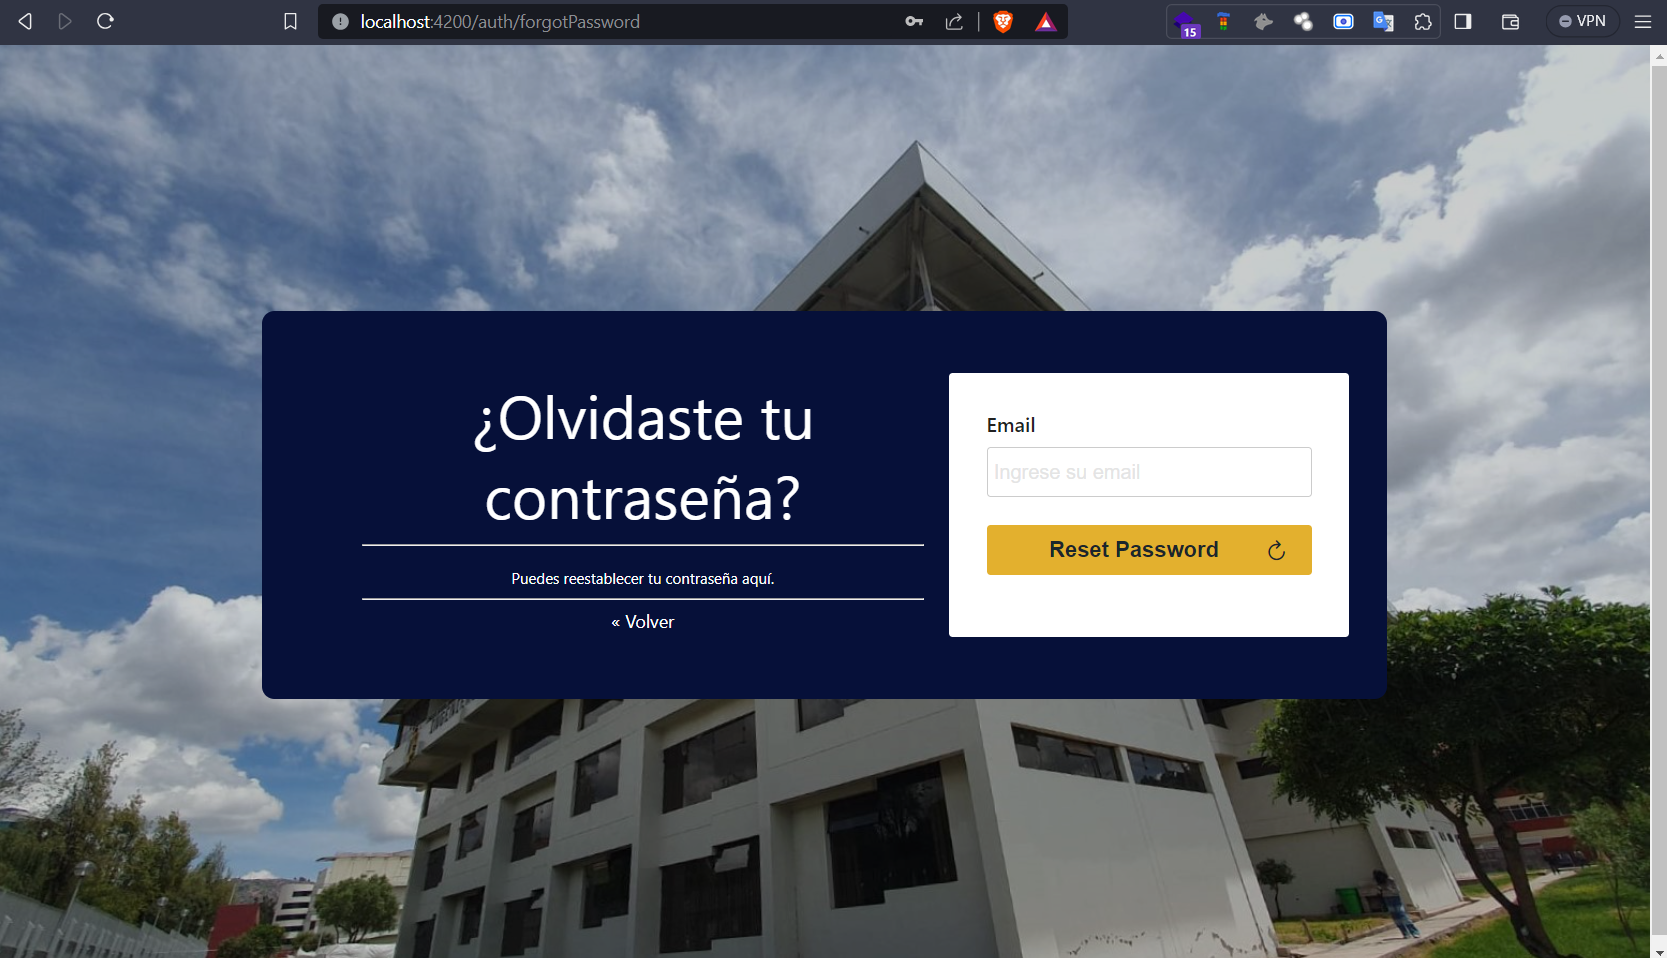 localhost:4200/auth/forgotPassword
15
VPN
¿Olvidaste tu
contraseña?
Puedes reestablecer tu contraseña aquí.
« Volver
Email
Ingrese su email
Reset Password